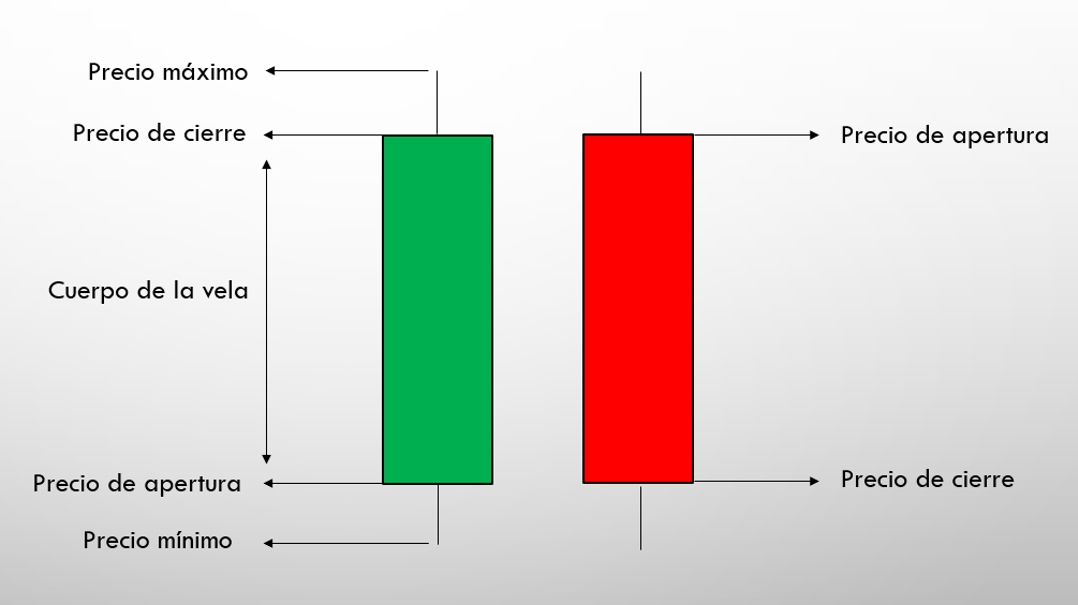 Precio máximo
Precio de cierre
Precio de apertura
Cuerpo de la vela
Precio de apertura
Precio de cierre
Precio mínimo